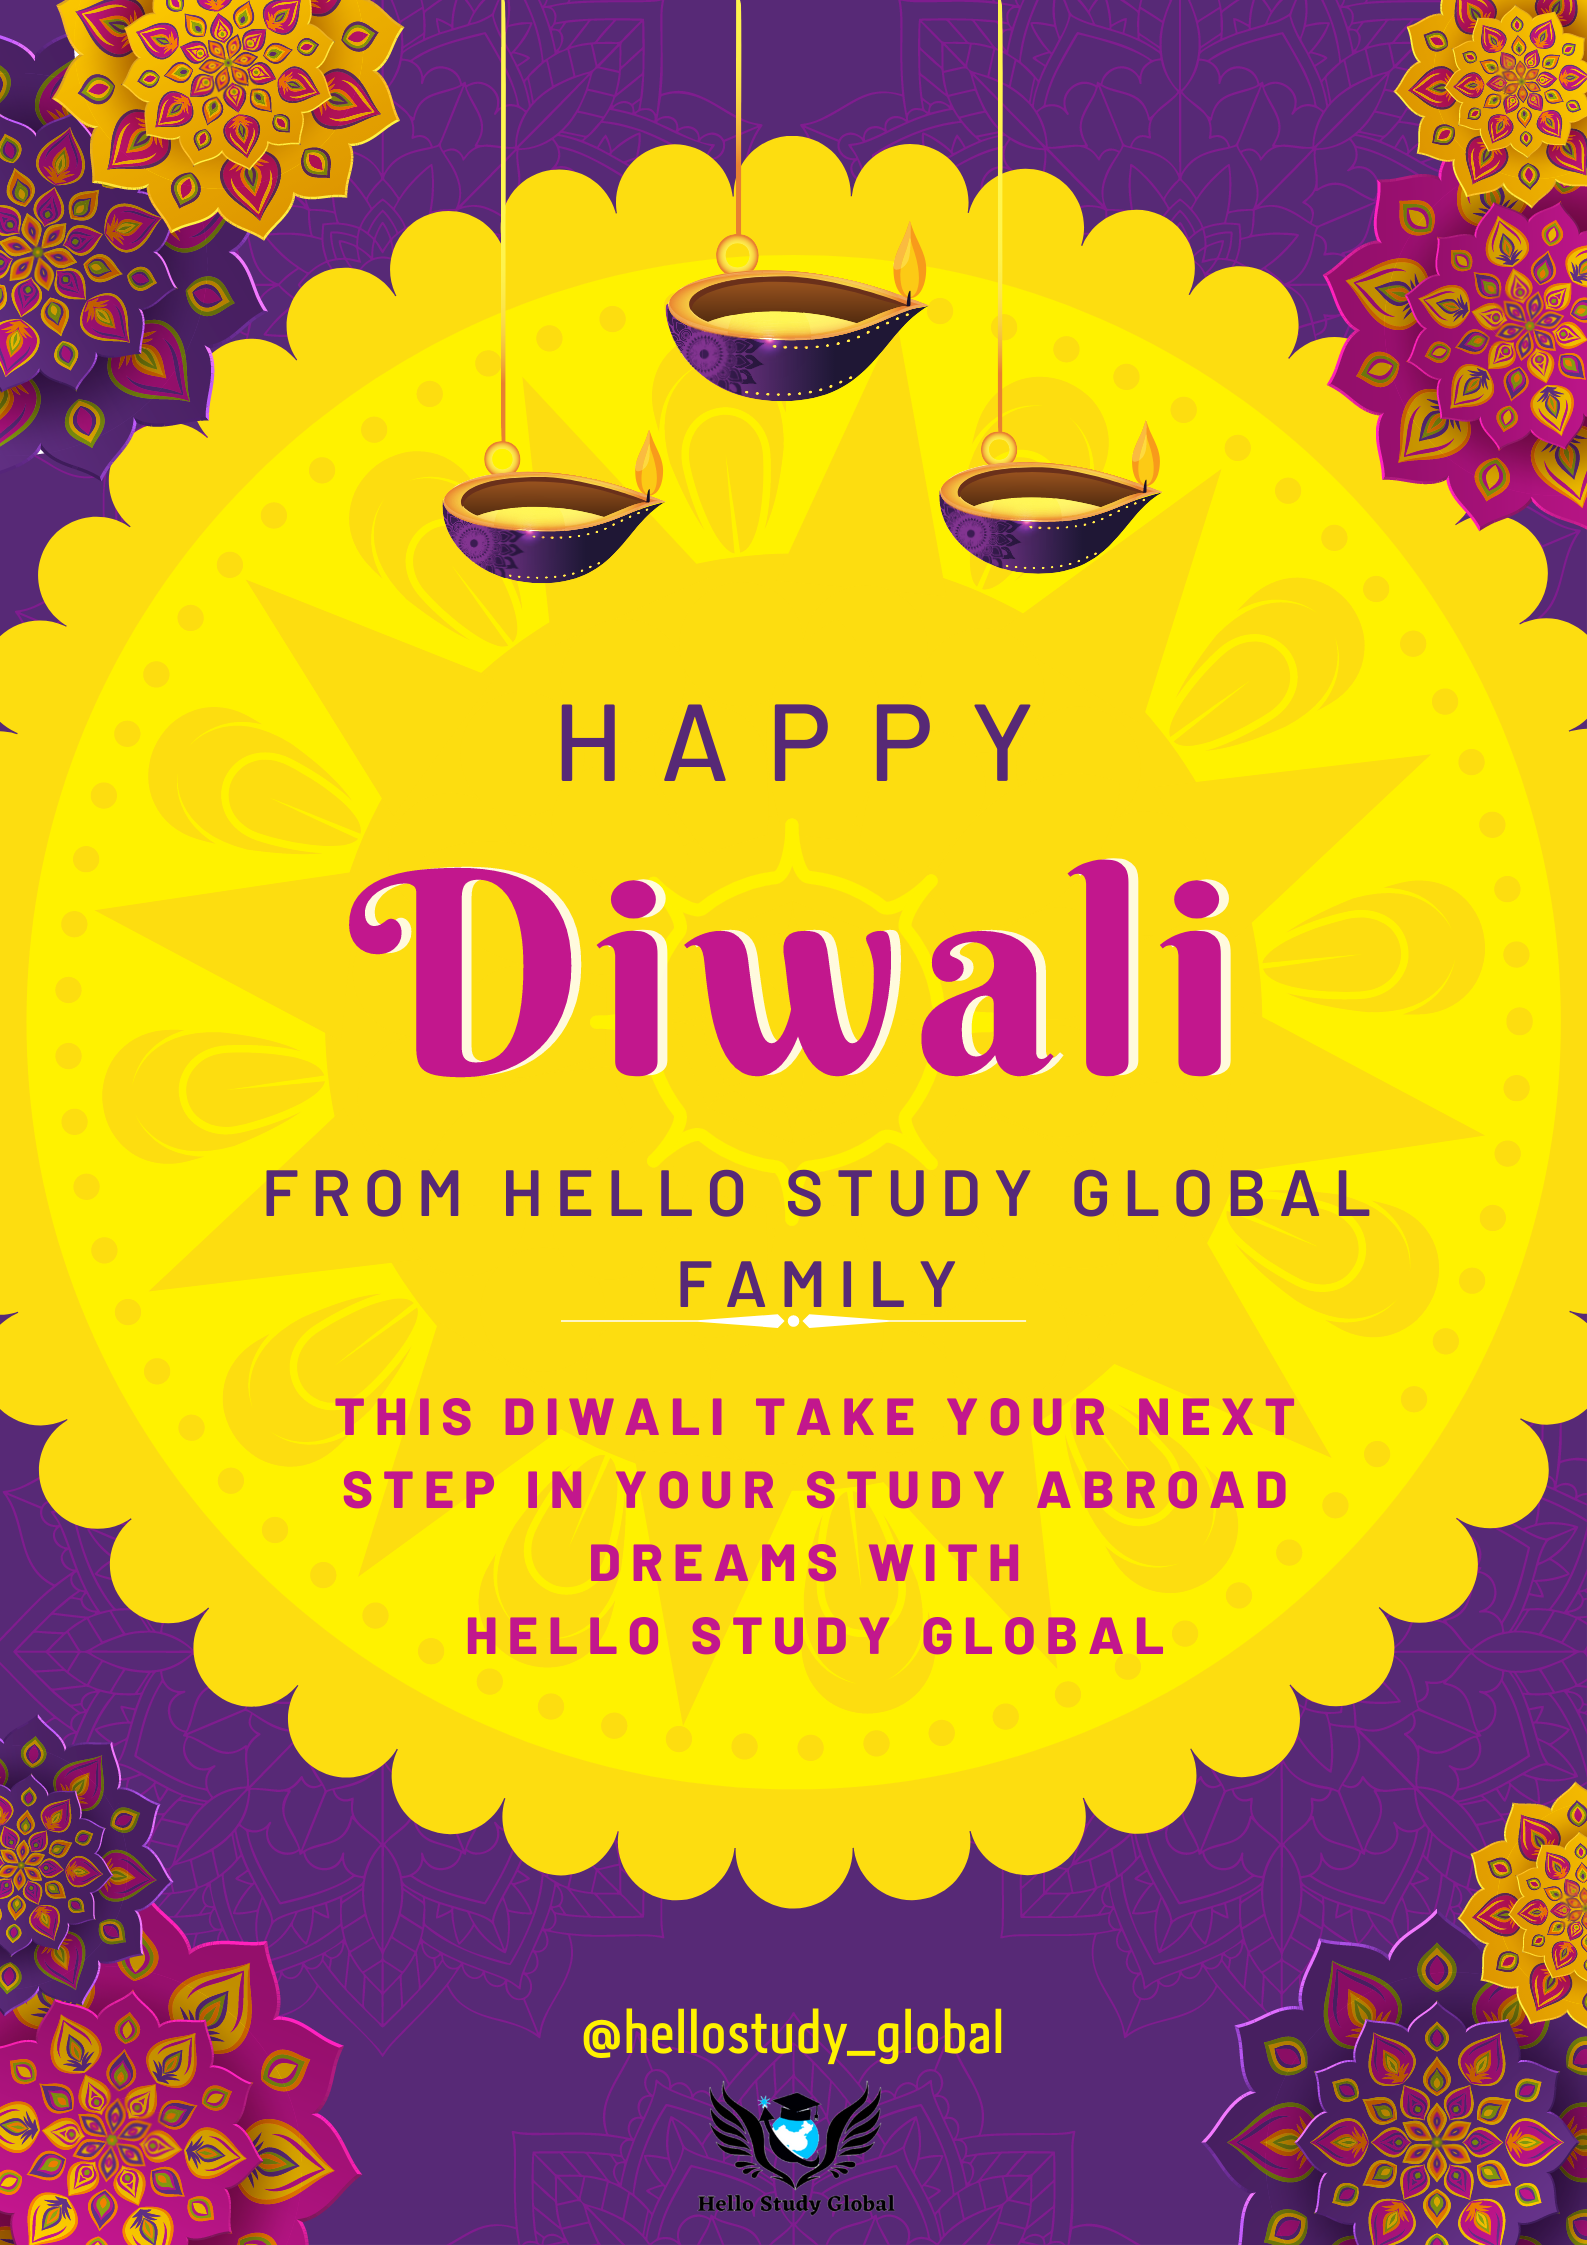 HAPPY
Diwali
FROM HELLO STUDY GLOBAL
FAMILY
THIS DIWALI TAKE YOUR NEXT
STEP IN YOUR STUDY ABROAD
DREAMS WITH
HELLO STUDY GLOBAL
@hellostudy_global
Hello Study Global